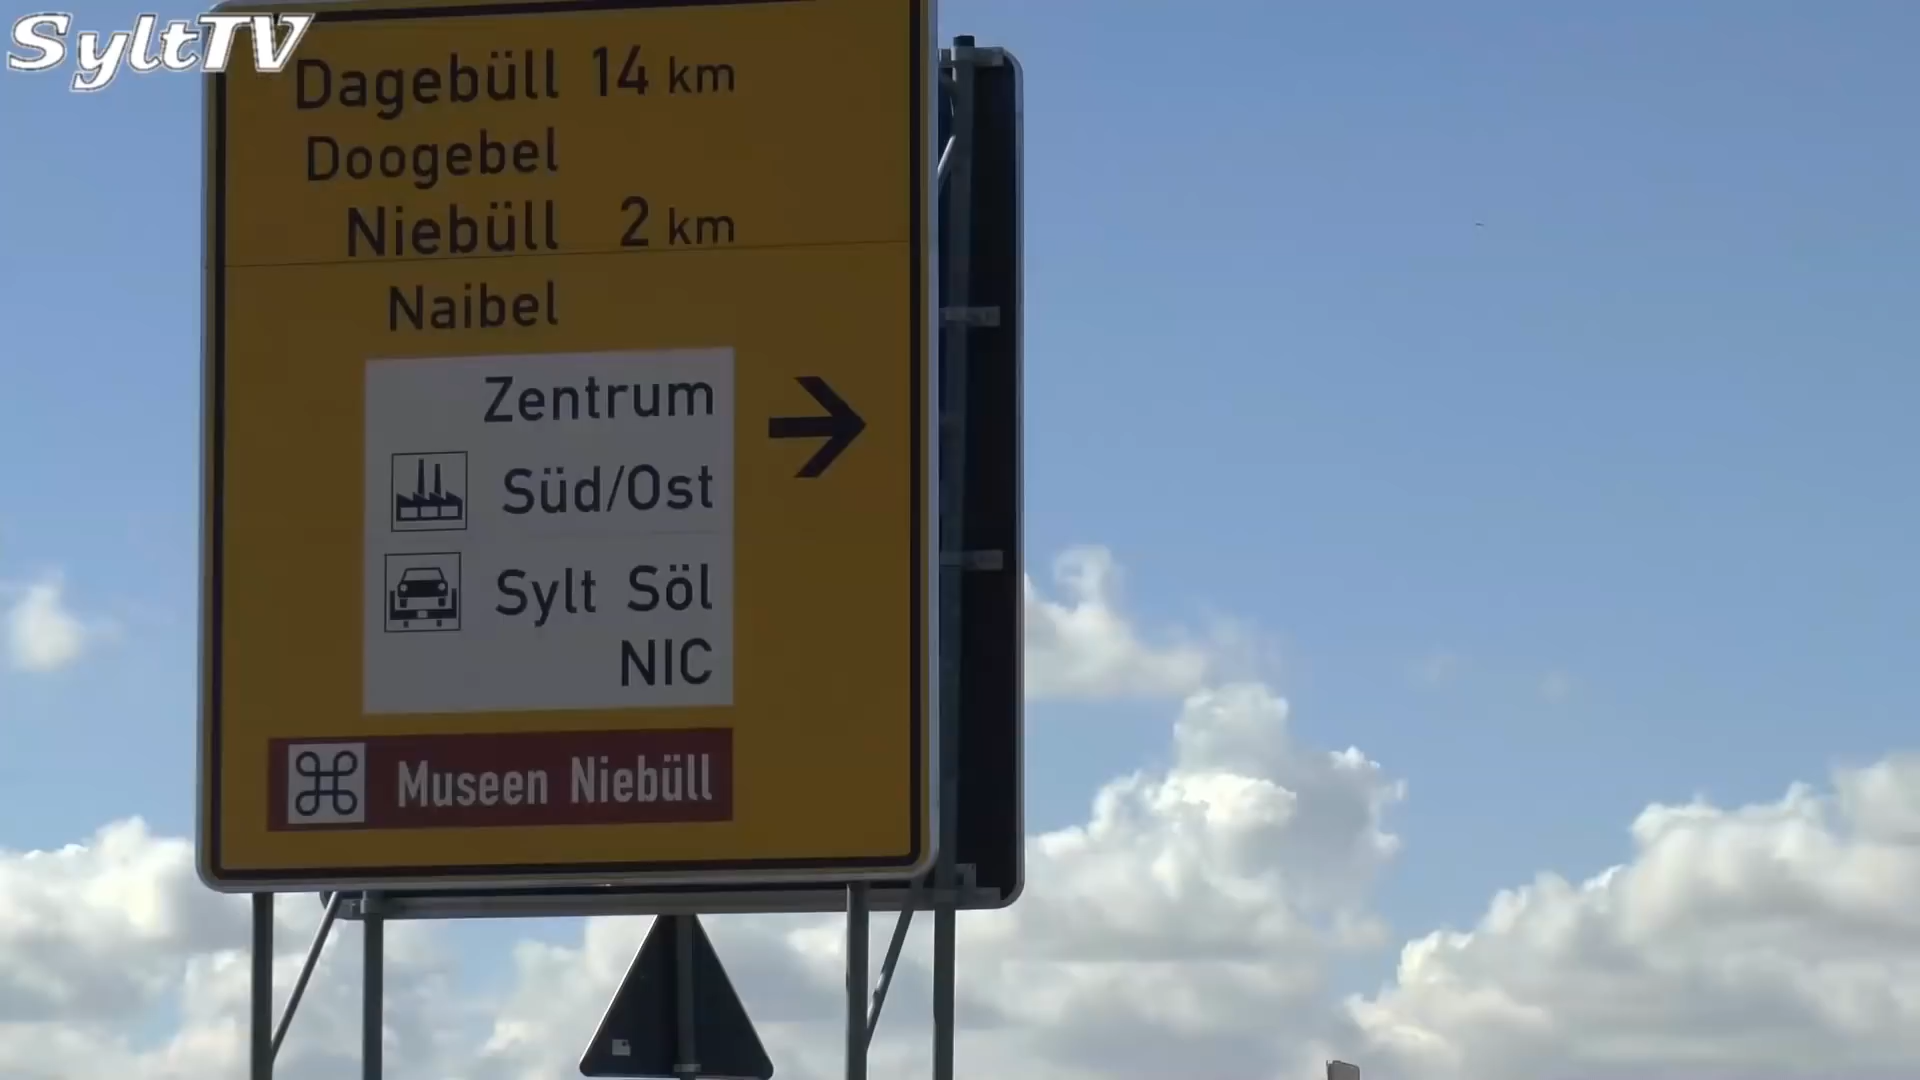 SyltTV
Dagebüll 14 km
Doogebel
Niebüll 2 km
Naibel
Zentrum
Süd/Ost
Sylt Söl
NIC
Museen Niebüll